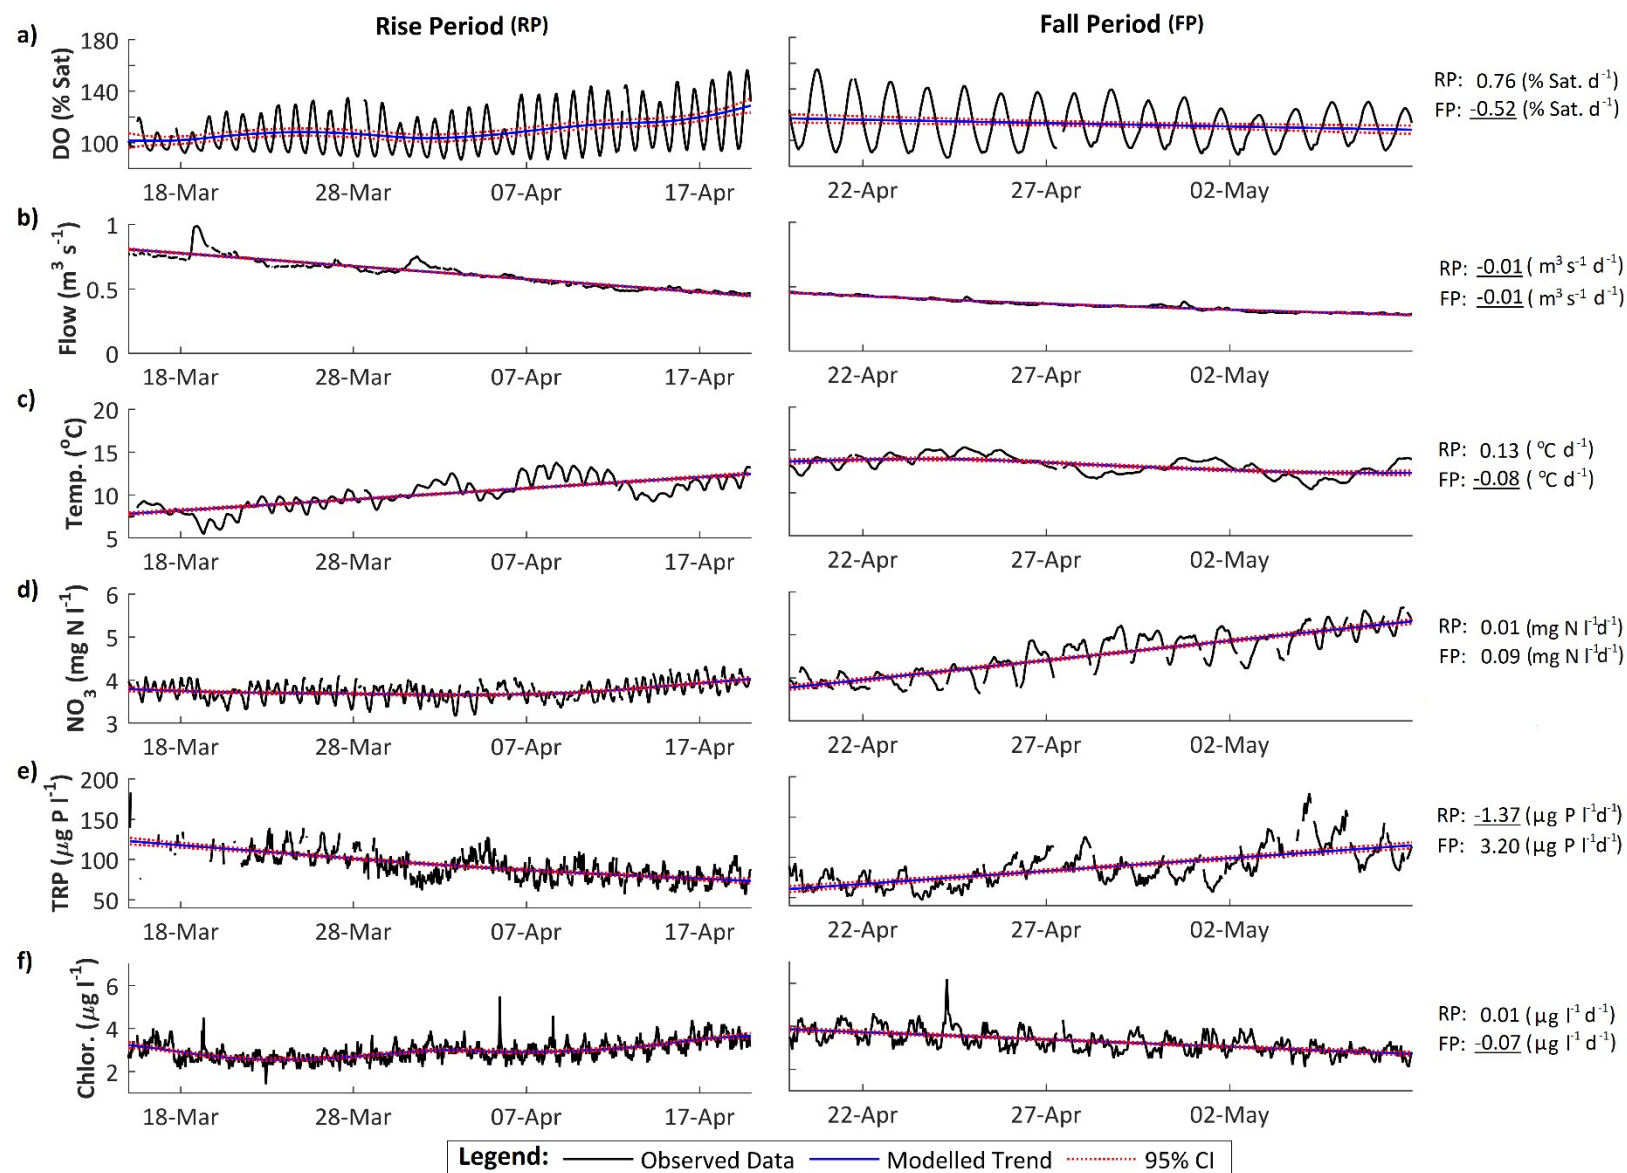 Rise Period (RP)
Fall Period (FP)
a)
DO (% Sat)
180
140
100
18-Mar 28-Mar 07-Apr 17-Apr
22-Apr 27-Apr 02-May
RP: 0.76 (% Sat. d⁻¹)
FP: -0.52 (% Sat. d⁻¹)
b)
Flow (m³ s⁻¹)
1
0.5
0
18-Mar 28-Mar 07-Apr 17-Apr
22-Apr 27-Apr 02-May
RP: -0.01 ( m³ s⁻¹ d⁻¹)
FP: -0.01 ( m³ s⁻¹ d⁻¹)
c)
Temp. (°C)
20
15
10
5
18-Mar 28-Mar 07-Apr 17-Apr
22-Apr 27-Apr 02-May
RP: 0.13 ( °C d⁻¹)
FP: -0.08 ( °C d⁻¹)
d)
NO₃ (mg N l⁻¹)
6
5
4
3
18-Mar 28-Mar 07-Apr 17-Apr
22-Apr 27-Apr 02-May
RP: 0.01 (mg N l⁻¹d⁻¹)
FP: 0.09 (mg N l⁻¹d⁻¹)
e)
TRP (μg P l⁻¹)
200
150
100
50
18-Mar 28-Mar 07-Apr 17-Apr
22-Apr 27-Apr 02-May
RP: -1.37 (μg P l⁻¹d⁻¹)
FP: 3.20 (μg P l⁻¹d⁻¹)
f)
Chlor. (μg l⁻¹)
6
4
2
18-Mar 28-Mar 07-Apr 17-Apr
22-Apr 27-Apr 02-May
RP: 0.01 (μg l⁻¹ d⁻¹)
FP: -0.07 (μg l⁻¹ d⁻¹)
Legend: Observed Data Modelled Trend 95% CI